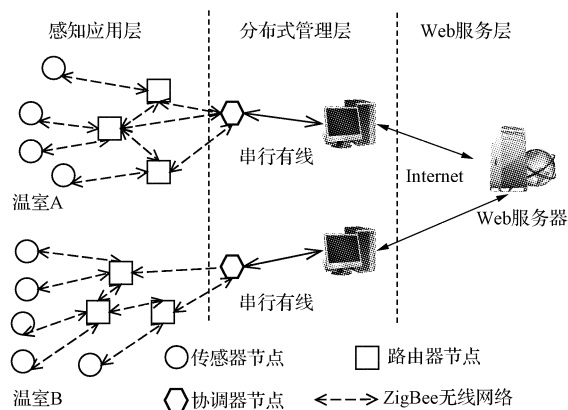 感知应用层
分布式管理层
Web服务层
串行有线
Internet
温室A
Web服务器
串行有线
传感器节点
路由器节点
温室B
协调器节点
ZigBee无线网络